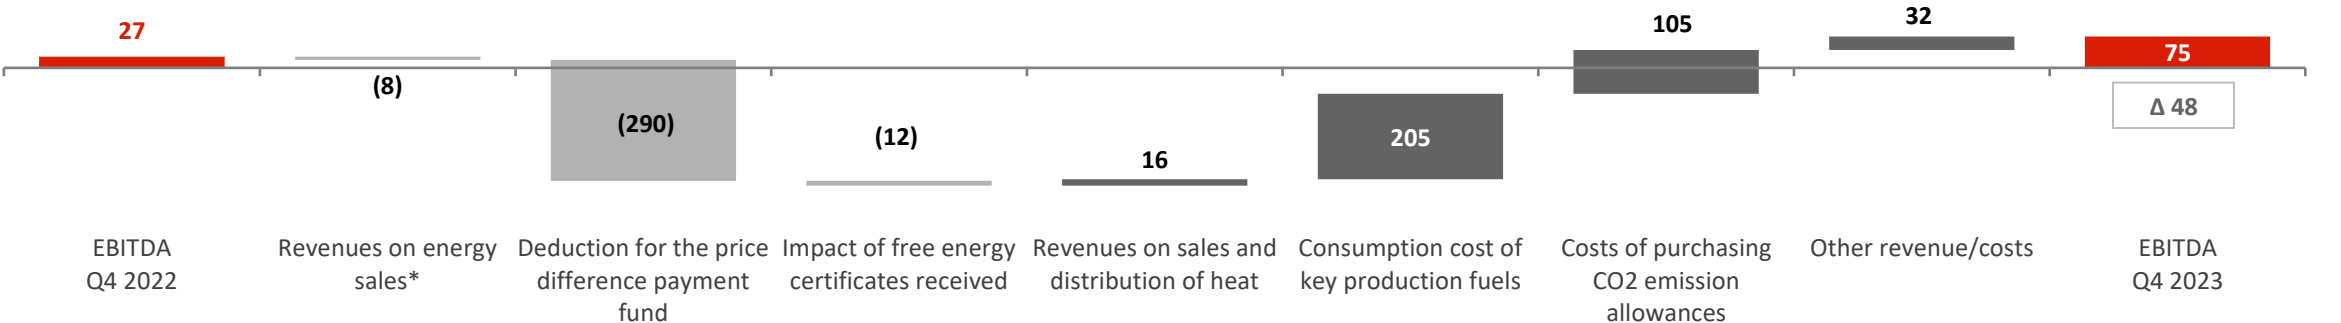 27
(8)
(290)
(12)
16
205
105
32
75
Δ 48
EBITDA
Q4 2022
Revenues on energy
sales*
Deduction for the price
difference payment
fund
Impact of free energy
certificates received
Revenues on sales and
distribution of heat
Consumption cost of
key production fuels
Costs of purchasing
CO2 emission
allowances
Other revenue/costs
EBITDA
Q4 2023